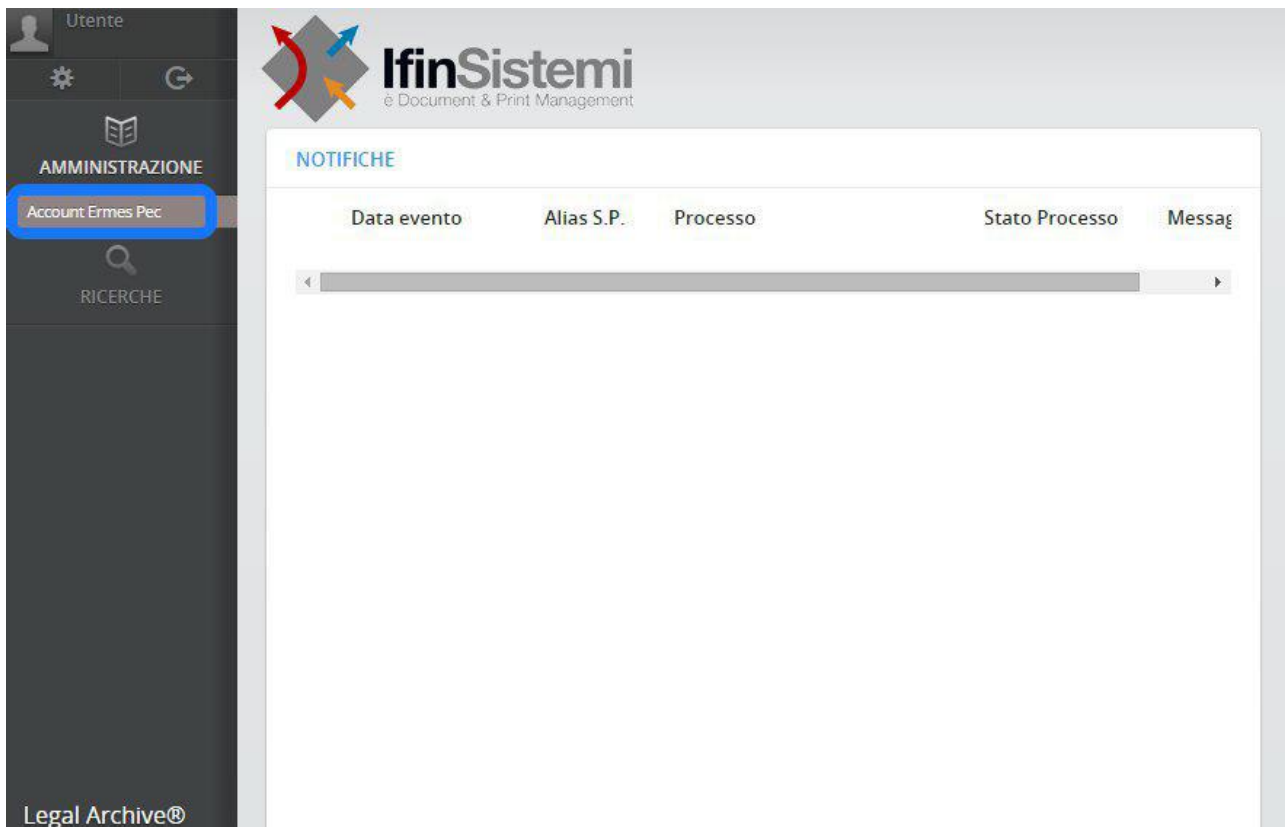 Utente
AMMINISTRAZIONE
Account Ermes Pec
RICERCHE
Legal Archive®
IfinSistemi
è Document & Print Management
NOTIFICHE
Data evento Alias S.P. Processo Stato Processo Messag